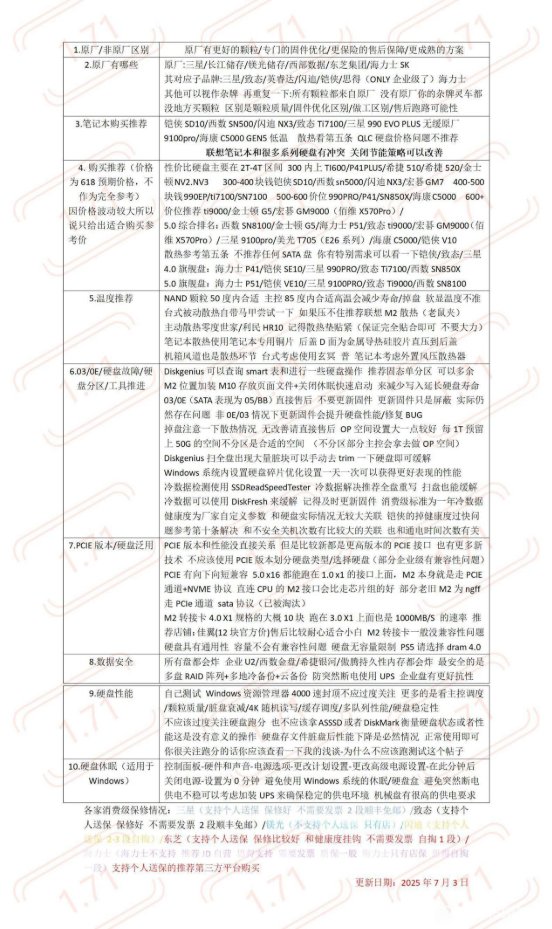 1.原厂/非原厂区别
原厂有更好的颗粒/专门的固件优化/更保险的售后保障/更成熟的方案
2.原厂有哪些
原厂:三星/长江储存/镁光储存/西部数据/东芝集团/海力士 SK
其对应子品牌:三星/致态/英睿达/闪迪/铠侠/思得（ONLY 企业级了）海力士
其他可以视作杂牌 再重复一下:所有颗粒都来自原厂 没有原厂你的杂牌灵车都
没地方买颗粒 区别是颗粒质量/固件优化区别/做工区别/售后跑路可能性
3.笔记本购买推荐
铠侠 SD10/西数 SN500/闪迪 NX3/致态 Ti7100/三星 990 EVO PLUS 无缓原厂
9100pro/海康 C5000 GEN5 低温 散热看第五条 QLC 硬盘价格问题不推荐
联想笔记本和很多系列硬盘有冲突 关闭节能策略可以改善
4. 购买推荐（价格
为 618 预期价格，不
作为完全参考）
因价格波动较大所以
只给出适合购买参
考价
性价比硬盘主要在 2T-4T 区间 300 内上 TI600/P41PLUS/希捷 510/希捷 520/金士
顿 NV2.NV3 300-400 块钱铠侠 SD10/西数 sn5000/闪迪 NX3/宏碁 GM7 400-500
块钱 990EP/ti7100/SN7100 500-600 价位 990PRO/P41/SN850X/海康 C5000 600+
价位推荐 ti9000/金士顿 G5/宏碁 GM9000（佰维 X570Pro）/
5.0 综合排名: 西数 SN8100/金士顿 G5/海力士 P51/致态 ti9000/宏碁 GM9000(佰
维 X570Pro）/三星 9100pro/美光 T705（E26 系列）/海康 C5000/铠侠 V10
散热参考第五条 不推荐任何 SATA 盘 你有特别需求可以看一下铠侠/致态/三星
4.0 旗舰盘: 海力士 P41/铠侠 SE10/三星 990PRO/致态 Ti7100/西数 SN850X
5.0 旗舰盘: 海力士 P51/铠侠 VE10/三星 9100PRO/致态 Ti9000/西数 SN8100
5.温度推荐
NAND 颗粒 50 度内合适 主控 85 度内合适高温会减少寿命/掉盘 软显温度不准
台式被动散热自带马甲尝试一下 如果压不住推荐联想 M2 散热（老鼠夹）
主动散热零度世家/利民 HR10 记得散热垫贴紧（保证完全贴合即可 不要大力）
笔记本散热使用笔记本专用铜片 后盖 D 面为金属导热硅胶片直压到后盖
机箱风道也是散热环节 台式考虑使用玄冥 普 笔记本考虑外置风压散热器
6.03/0E/硬盘故障/硬
盘分区/工具推进
Diskgenius 可以查询 smart 表和进行一些硬盘操作 推荐固态单分区 可以多余
M2 位置加装 M10 存放页面文件+关闭休眠快速启动 来减少写入延长硬盘寿命
03/0E（SATA 表现为 05/BB）直接售后 不要更新固件 更新固件只是屏蔽 实际仍
然存在问题 非 0E/03 情况下更新固件会提升硬盘性能/修复 BUG
掉盘注意一下散热情况 无改善请直接售后 OP 空间设置大一点较好 每 1T 预留
上 50G 的空间不分区是合适的空间 （不分区部分主控会拿去做 OP 空间）
Diskgenius 扫全盘出现大量脏块可以手动去 trim 一下硬盘即可缓解
Windows 系统内设置硬盘碎片优化设置一天一次可以获得更好表现的性能
冷数据检测使用 SSDReadSpeedTester 冷数据解决推荐全盘重写 扫盘也能缓解
冷数据可以使用 DiskFresh 来缓解 记得及时更新固件 消费级标准为一年冷数据
健康度为厂家自定义参数 和硬盘实际情况无较大关联 铠侠的掉健康度过快问
题参考第十条解决 和不安全关机次数有比较大的关联 也和通电时间次数有关
7.PCIE 版本/硬盘泛用
PCIE 版本和性能没直接关系 但是比较新都是更高版本的 PCIE 接口 也有更多新
技术 不应该使用 PCIE 版本划分硬盘类型/选择硬盘（部分企业级有兼容性问题）
PCIE 有向下向短兼容 5.0 x16 都能跑在 1.0 x1 的接口上面，M2 本身就是走 PCIE
通道+NVME 协议 直连 CPU 的 M2 接口会比走芯片组的好 部分老旧 M2 为 ngff
走 PCIe 通道 sata 协议（已被淘汰）
M2 转接卡 4.0 X1 规格的大概 10 块 跑在 3.0 X1 上面也是 1000MB/S 的速率 推
荐店铺:佳翼(12 块官方价)售后比较耐心适合小白 M2 转接卡一般没兼容性问题
硬盘具有通用性 容量不会有兼容性问题 硬盘无容量限制 PS5 请选择 dram 4.0
8.数据安全
所有盘都会炸 企业 U2/西数金盘/希捷银河/傲腾持久性内存都会炸 最安全的是
多盘 RAID 阵列+多地冷备份+云备份 防突然断电使用 UPS 企业盘有更好抗性
9.硬盘性能
自己测试 Windows 资源管理器 4000 速封顶不应过度关注 更多的是看主控调度
/颗粒质量/脏盘衰减/4K 随机读写/缓存调度/多队列性能/硬盘稳定性
不应该过度关注硬盘跑分 也不应该拿 ASSSD 或者 DiskMark 衡量硬盘状态或者性
能这是没有意义的操作 硬盘存文件脏盘后性能下降是必然情况 正常使用即可
你很关注跑分的话你应该查看一下我的浅谈-为什么不应该跑测试这个帖子
10.硬盘休眠（适用于
Windows）
控制面板-硬件和声音-电源选项-更改计划设置-更改高级电源设置-在此分钟后
关闭电源-设置为 0 分钟 避免使用 Windows 系统的休眠/硬盘盒 避免突然断电
供电不稳可以考虑加装 UPS 来确保稳定的供电环境 机械盘有很高的供电要求
各家消费级保修情况: 三星（支持个人送保 保修好 不需要发票 2 段顺丰免邮）/致态（支持个
人送保 保修好 不需要发票 2 段顺丰免邮）/镁光（不支持个人送保 只有店）/闪迪（支持个人
送保 2-3 段自掏）/东芝（支持个人送保 保修比较好 和健康度挂钩 不需要发票 自掏 1 段）/
支持个人送保的推荐第三方平台购买
更新日期: 2025 年 7 月 3 日
1.71